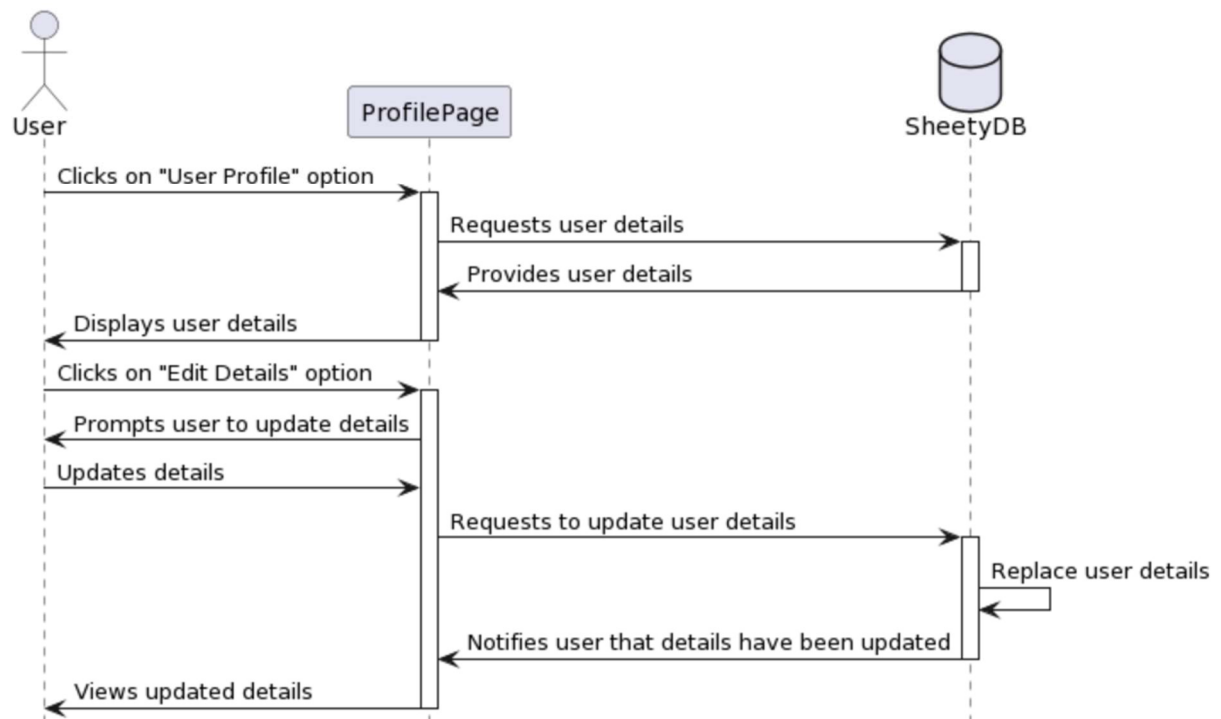 User
ProfilePage
SheetyDB
Clicks on "User Profile" option
Requests user details
Provides user details
Displays user details
Clicks on "Edit Details" option
Prompts user to update details
Updates details
Requests to update user details
Replace user details
Notifies user that details have been updated
Views updated details